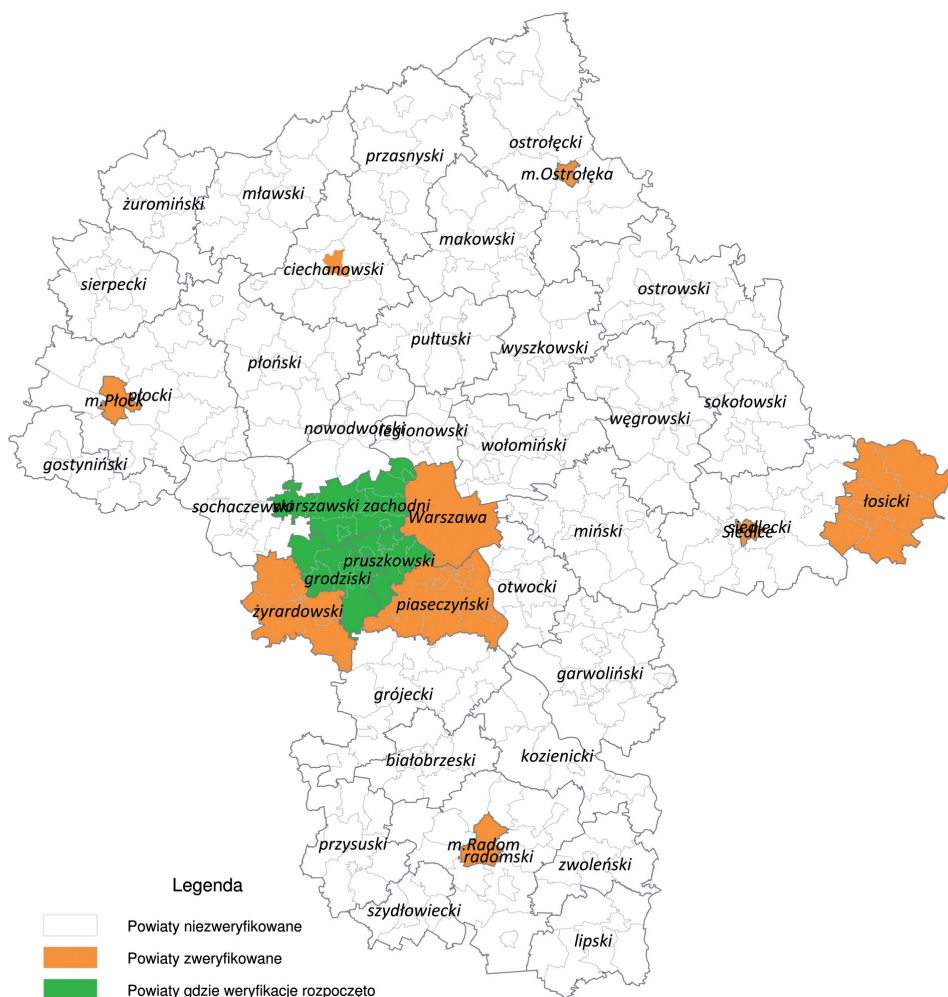 ostrołęcki
przasnyski
m.Ostrołęka
mławski
żuromiński
makowski
ciechanowski
ostrowski
sierpecki
pułtuski
wyszkowski
płoński
płocki
m.Płock
sokołowski
węgrowski
nowodworski
legionowski
wołomiński
gostyniński
łosicki
sochaczewski
warszawski zachodni
Warszawa
siedlecki
Siedlce
miński
pruszkowski
otwocki
grodziski
żyrardowski
piaseczyński
garwoliński
grójecki
kozienicki
białobrzeski
przysuski
m.Radom
radomski
zwoleński
szydłowiecki
lipski
Legenda
Powiaty niezweryfikowane
Powiaty zweryfikowane
Powiaty gdzie weryfikację rozpoczęto